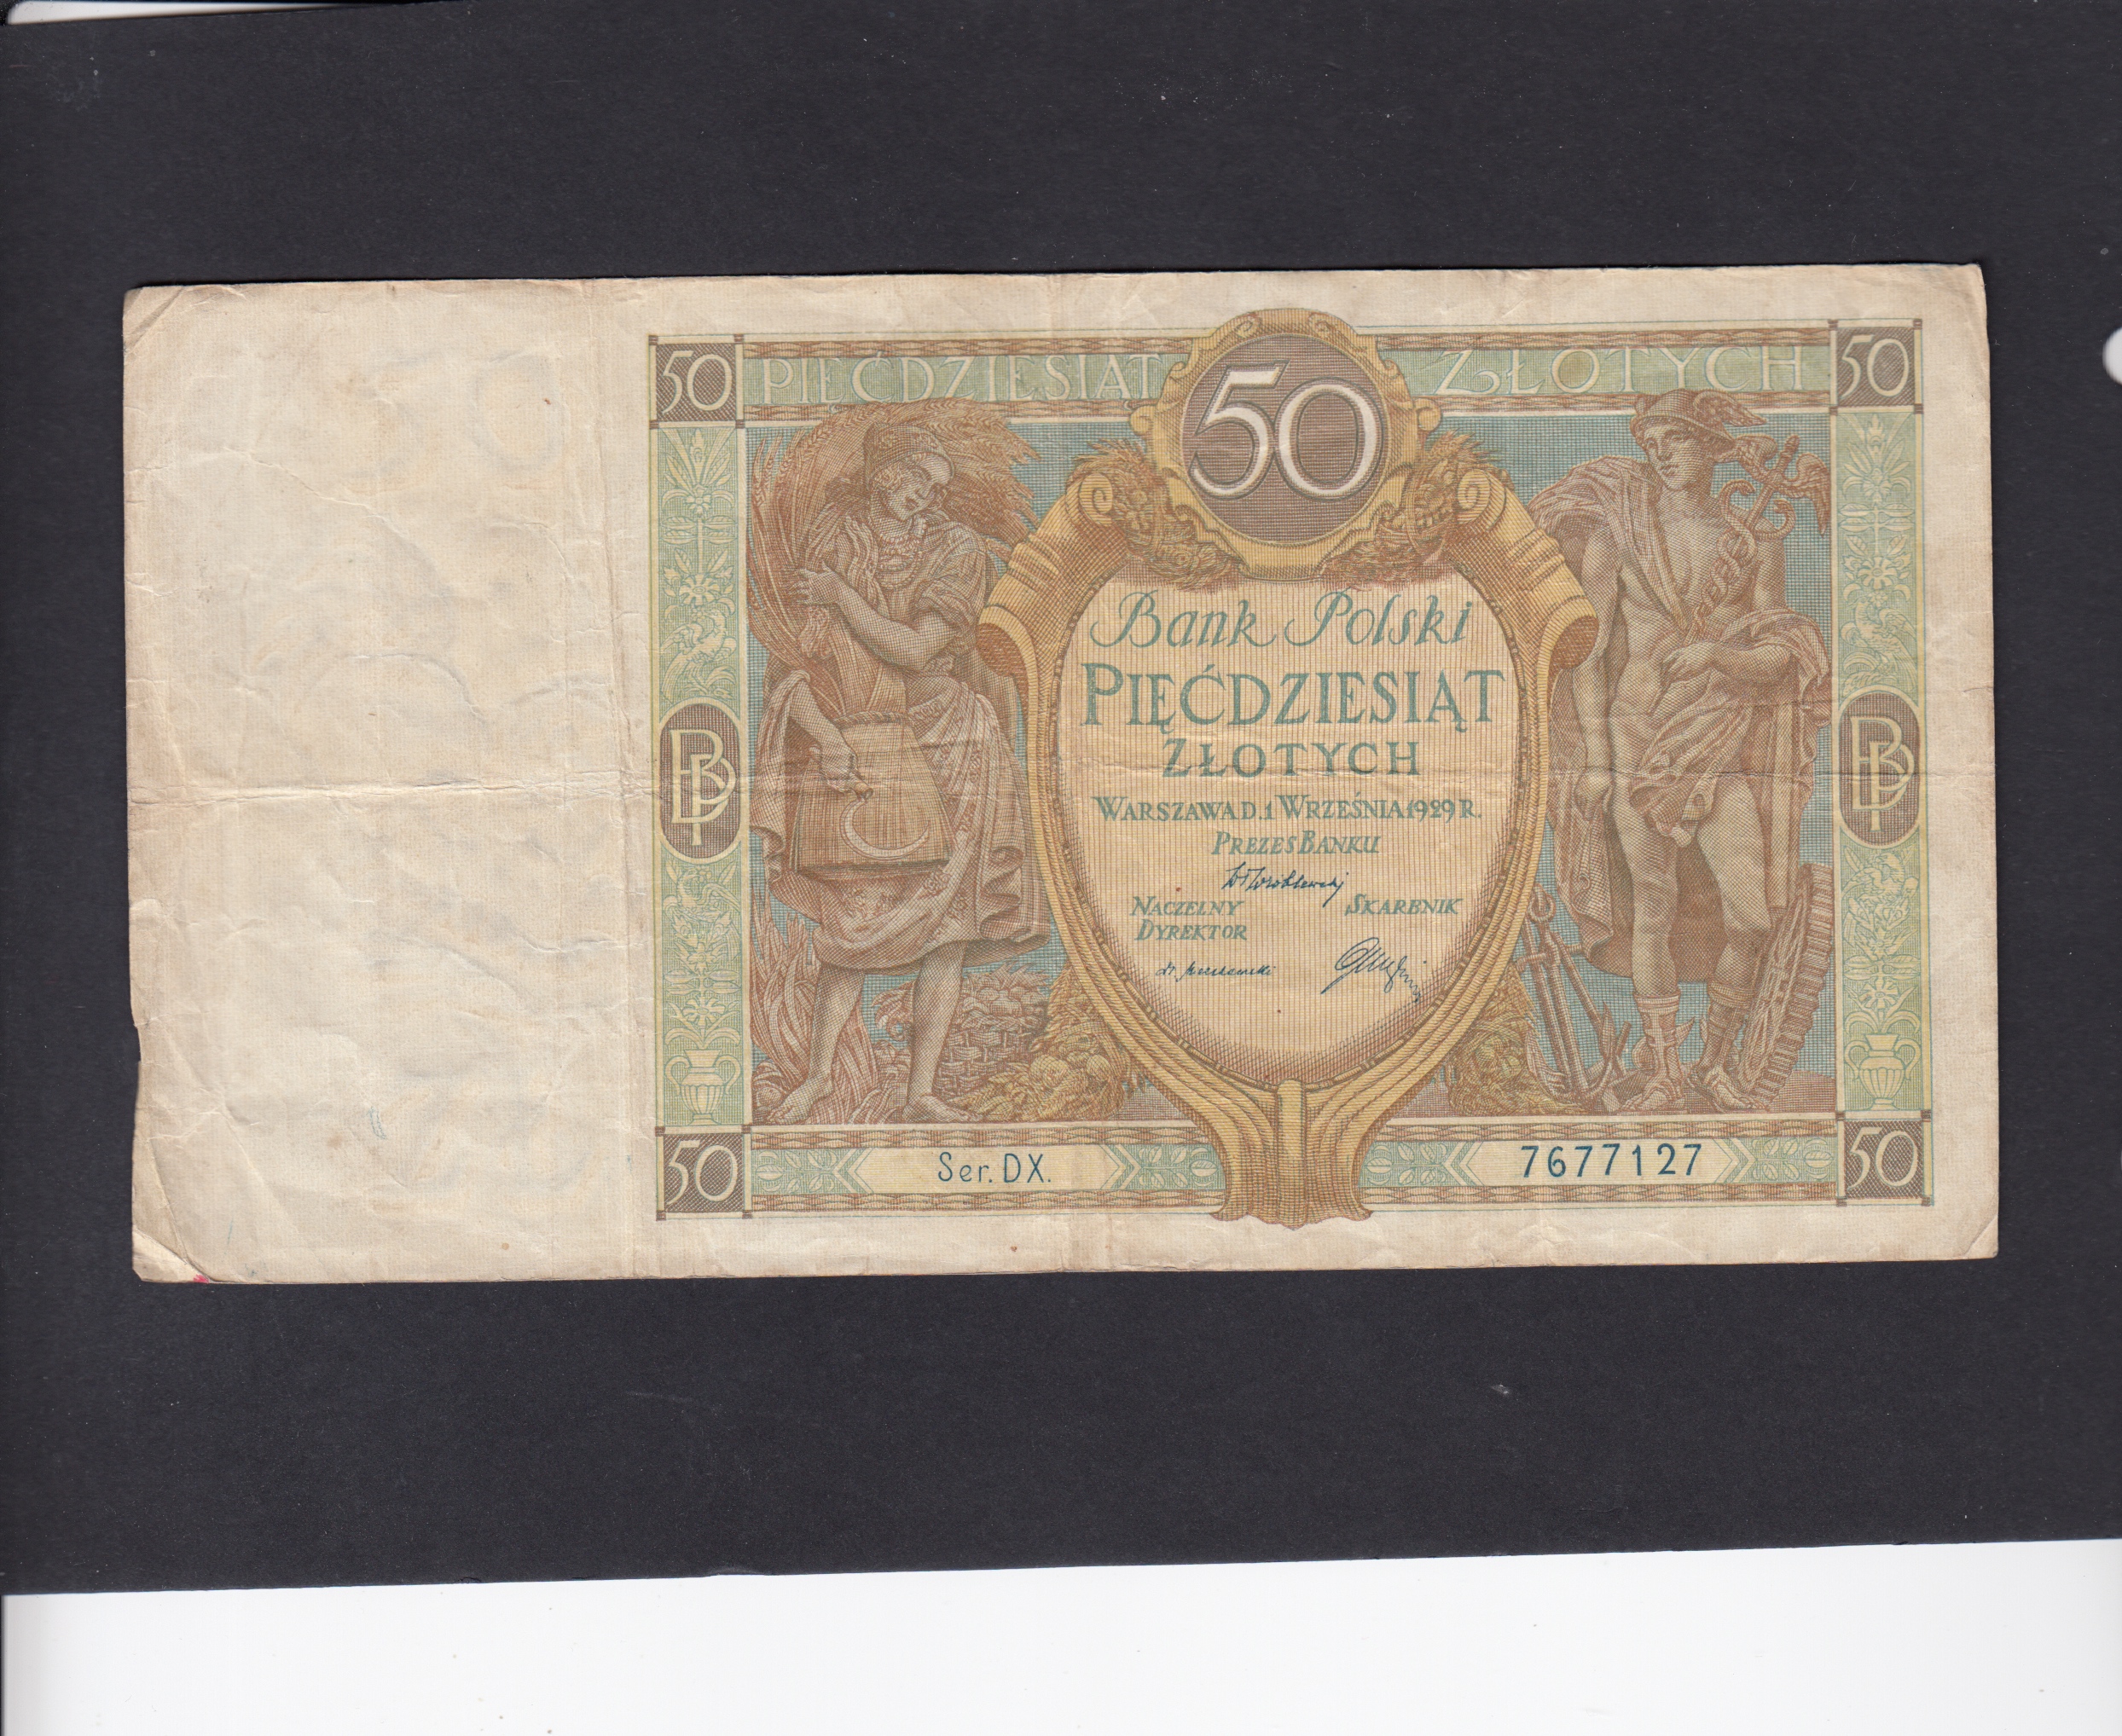 50 PIĘĆDZIESIĄT 50 ZŁOTYCH 50
Bank Polski
PIĘĆDZIESIĄT
ZŁOTYCH
BP BP
WARSZAWA D. 1 WRZEŚNIA 1929 R.
PREZES BANKU
NACZELNY SKARBNIK
DYREKTOR
50 Ser. DX. 7677127 50